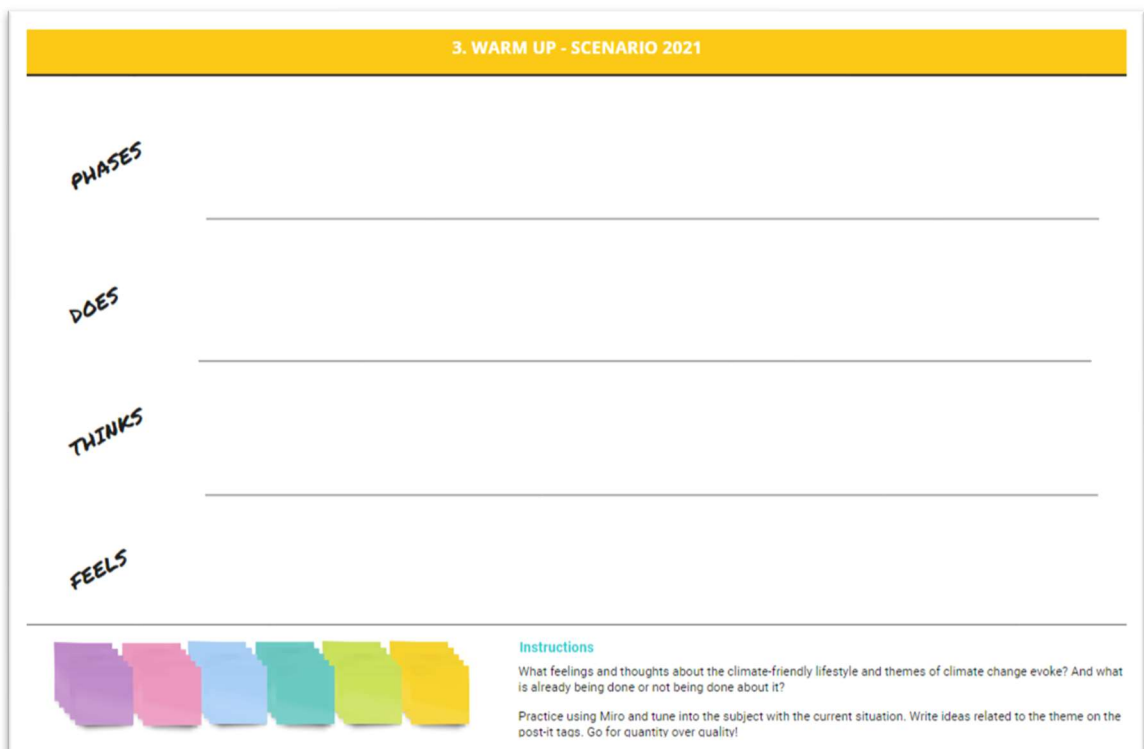 3. WARM UP - SCENARIO 2021
PHASES
DOES
THINKS
FEELS
Instructions
What feelings and thoughts about the climate-friendly lifestyle and themes of climate change evoke? And what
is already being done or not being done about it?
Practice using Miro and tune into the subject with the current situation. Write ideas related to the theme on the
post-it tags. Go for quantity over quality!